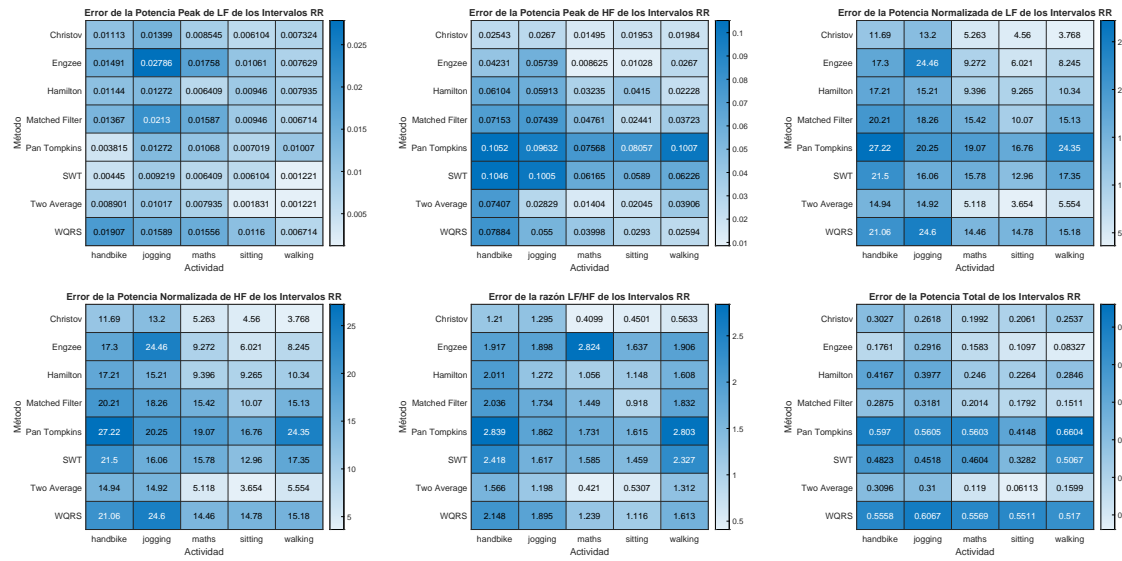 Error de la Potencia Peak de LF de los Intervalos RR
Método
Christov 0.01113 0.01399 0.008545 0.006104 0.007324
Engzee 0.01491 0.02786 0.01758 0.01061 0.007629
Hamilton 0.01144 0.01272 0.006409 0.00946 0.007935
Matched Filter 0.01367 0.0213 0.01587 0.00946 0.006714
Pan Tompkins 0.003815 0.01272 0.01068 0.007019 0.01007
SWT 0.00445 0.009219 0.006409 0.006104 0.001221
Two Average 0.008901 0.01017 0.007935 0.001831 0.001221
WQRS 0.01907 0.01589 0.01556 0.0116 0.006714
handbike jogging maths sitting walking
Actividad
0.025
0.02
0.015
0.01
0.005
Error de la Potencia Peak de HF de los Intervalos RR
Método
Christov 0.02543 0.0267 0.01495 0.01953 0.01984
Engzee 0.04231 0.05739 0.008625 0.01028 0.0267
Hamilton 0.06104 0.05913 0.03235 0.0415 0.02228
Matched Filter 0.07153 0.07439 0.04761 0.02441 0.03723
Pan Tompkins 0.1052 0.09632 0.07568 0.08057 0.1007
SWT 0.1046 0.1005 0.06165 0.0589 0.06226
Two Average 0.07407 0.02829 0.01404 0.02045 0.03906
WQRS 0.07884 0.055 0.03998 0.0293 0.02594
handbike jogging maths sitting walking
Actividad
0.1
0.09
0.08
0.07
0.06
0.05
0.04
0.03
0.02
0.01
Error de la Potencia Normalizada de LF de los Intervalos RR
Método
Christov 11.69 13.2 5.263 4.56 3.768
Engzee 17.3 24.46 9.272 6.021 8.245
Hamilton 17.21 15.21 9.396 9.265 10.34
Matched Filter 20.21 18.26 15.42 10.07 15.13
Pan Tompkins 27.22 20.25 19.07 16.76 24.35
SWT 21.5 16.06 15.78 12.96 17.35
Two Average 14.94 14.92 5.118 3.654 5.554
WQRS 21.06 24.6 14.46 14.78 15.18
handbike jogging maths sitting walking
Actividad
2
2
1
1
5
Error de la Potencia Normalizada de HF de los Intervalos RR
Método
Christov 11.69 13.2 5.263 4.56 3.768
Engzee 17.3 24.46 9.272 6.021 8.245
Hamilton 17.21 15.21 9.396 9.265 10.34
Matched Filter 20.21 18.26 15.42 10.07 15.13
Pan Tompkins 27.22 20.25 19.07 16.76 24.35
SWT 21.5 16.06 15.78 12.96 17.35
Two Average 14.94 14.92 5.118 3.654 5.554
WQRS 21.06 24.6 14.46 14.78 15.18
handbike jogging maths sitting walking
Actividad
25
20
15
10
5
Error de la razón LF/HF de los Intervalos RR
Método
Christov 1.21 1.295 0.4099 0.4501 0.5633
Engzee 1.917 1.898 2.824 1.637 1.906
Hamilton 2.011 1.272 1.056 1.148 1.608
Matched Filter 2.036 1.734 1.449 0.918 1.832
Pan Tompkins 2.839 1.862 1.731 1.615 2.803
SWT 2.418 1.617 1.585 1.459 2.327
Two Average 1.566 1.198 0.421 0.5307 1.312
WQRS 2.148 1.895 1.239 1.116 1.613
handbike jogging maths sitting walking
Actividad
2.5
2
1.5
1
0.5
Error de la Potencia Total de los Intervalos RR
Método
Christov 0.3027 0.2618 0.1992 0.2061 0.2537
Engzee 0.1761 0.2916 0.1583 0.1097 0.08327
Hamilton 0.4167 0.3977 0.246 0.2264 0.2846
Matched Filter 0.2875 0.3181 0.2014 0.1792 0.1511
Pan Tompkins 0.597 0.5605 0.5603 0.4148 0.6604
SWT 0.4823 0.4518 0.4604 0.3282 0.5067
Two Average 0.3096 0.31 0.119 0.06113 0.1599
WQRS 0.5558 0.6067 0.5569 0.5511 0.517
handbike jogging maths sitting walking
Actividad
0.
0.
0.
0.
0.
0.